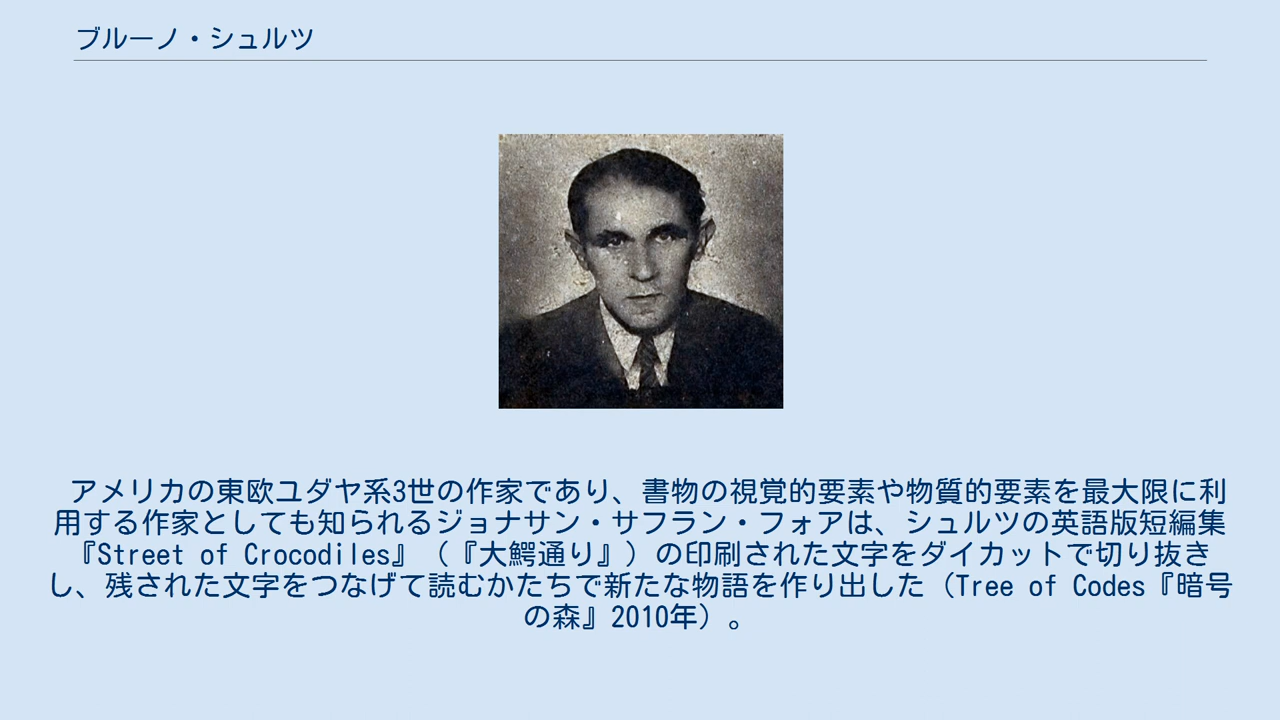 ブルーノ・シュルツ
アメリカの東欧ユダヤ系3世の作家であり、書物の視覚的要素や物質的要素を最大限に利
用する作家としても知られるジョナサン・サフラン・フォアは、シュルツの英語版短編集
『Street of Crocodiles』（『大鰐通り』）の印刷された文字をダイカットで切り抜き
し、残された文字をつなげて読むかたちで新たな物語を作り出した（Tree of Codes『暗号
の森』2010年）。